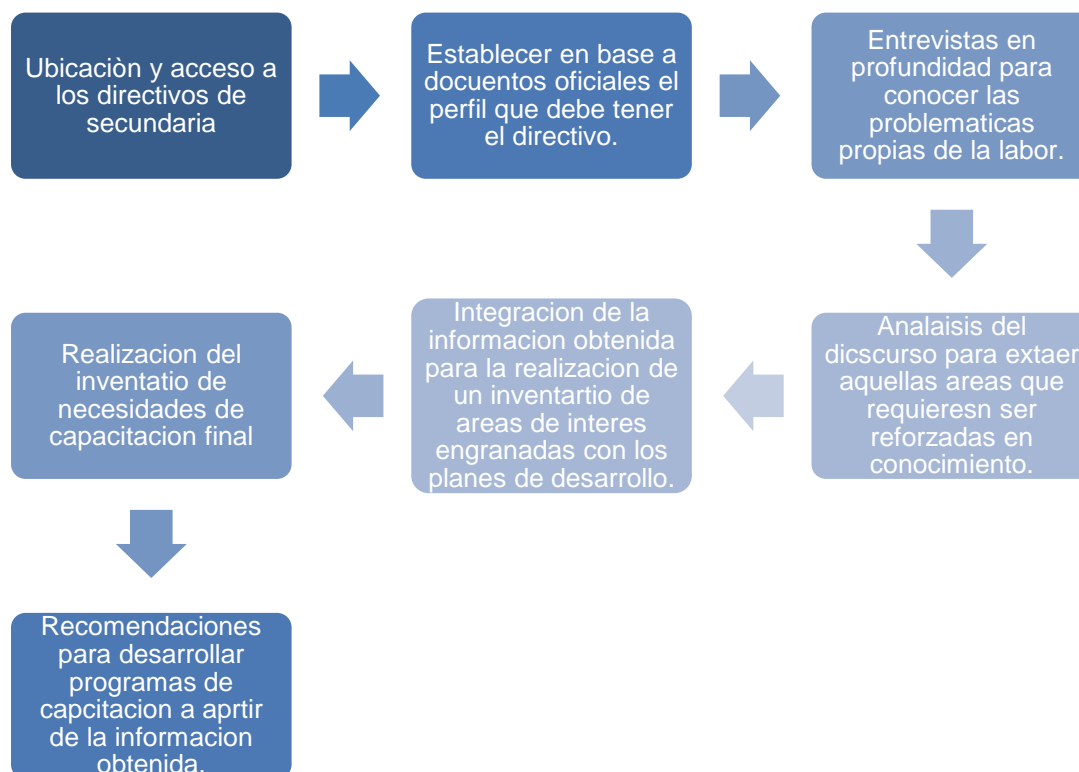 Ubicaciòn y acceso a
los directivos de
secundaria
Establecer en base a
docuentos oficiales el
perfil que debe tener
el directivo.
Entrevistas en
profundidad para
conocer las
problematicas
propias de la labor.
Analaisis del
dicscurso para extaer
aquellas areas que
requieresn ser
reforzadas en
conocimiento.
Integracion de la
informacion obtenida
para la realizacion de
un inventartio de
areas de interes
engranadas con los
planes de desarrollo.
Realizacion del
inventatio de
necesidades de
capacitacion final
Recomendaciones
para desarrollar
programas de
capcitacion a aprtir
de la informacion
obtenida.